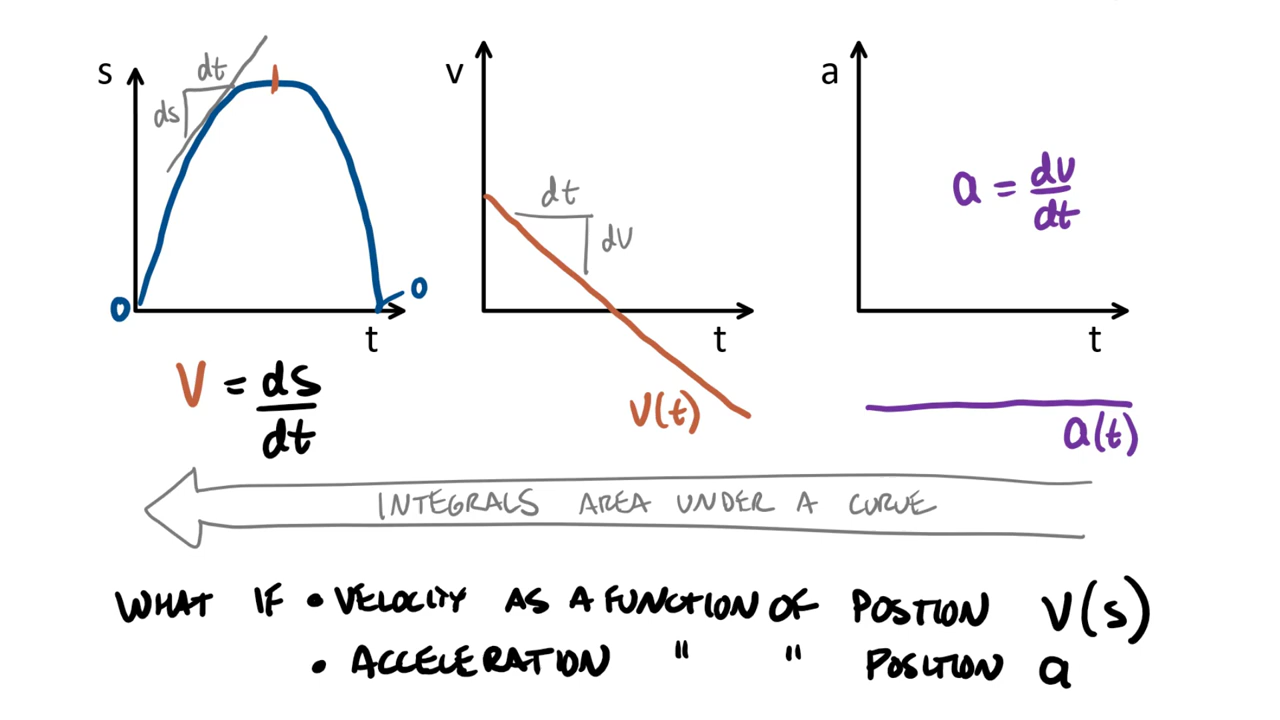 s
dt
ds
0
0
t
v
dt
dv
t
v(t)
a
a = dv/dt
t
a(t)
V = ds/dt
INTEGRALS AREA UNDER A CURVE
WHAT IF • VELOCITY AS A FUNCTION OF POSTION V(s)
• ACCELERATION " " POSITION a